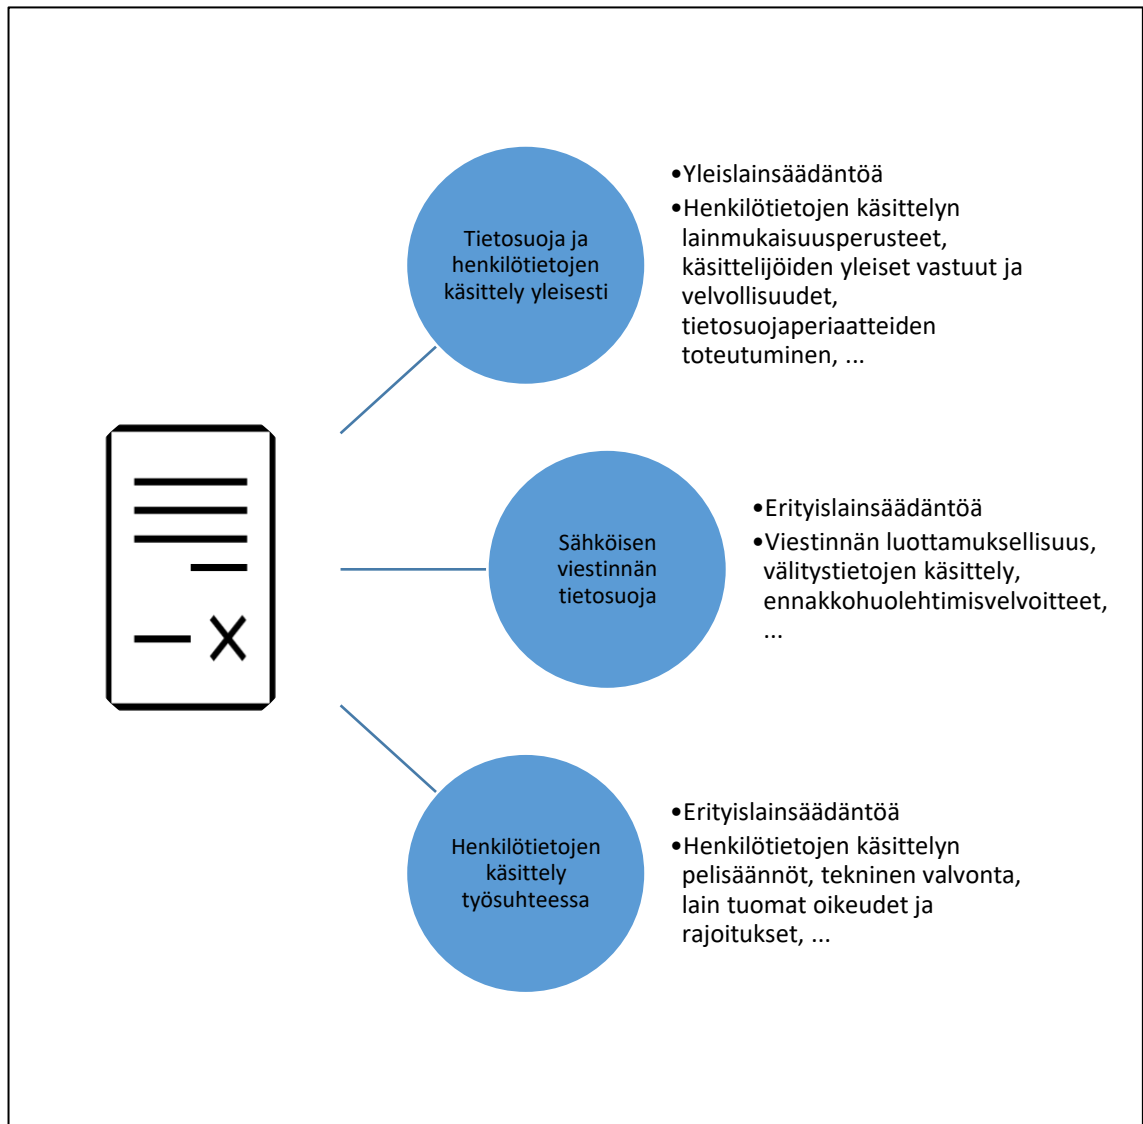 Tietosuoja ja
henkilötietojen
käsittely yleisesti
•Yleislainsäädäntöä
•Henkilötietojen käsittelyn
lainmukaisuusperusteet,
käsittelijöiden yleiset vastuut ja
velvollisuudet,
tietosuojaperiaatteiden
toteutuminen, ...
Sähköisen
viestinnän
tietosuoja
•Erityislainsäädäntöä
•Viestinnän luottamuksellisuus,
välitystietojen käsittely,
ennakkohuolehtimisvelvoitteet,
...
Henkilötietojen
käsittely
työsuhteessa
•Erityislainsäädäntöä
•Henkilötietojen käsittelyn
pelisäännöt, tekninen valvonta,
lain tuomat oikeudet ja
rajoitukset, ...